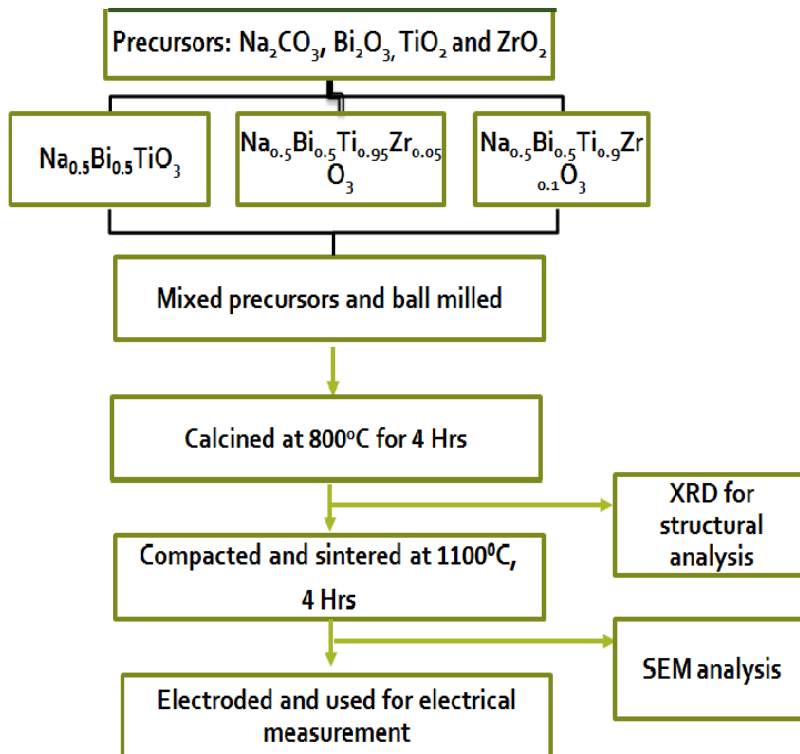 Precursors: Na₂CO₃, Bi₂O₃, TiO₂ and ZrO₂
Na₀.₅Bi₀.₅TiO₃
Na₀.₅Bi₀.₅Ti₀.₉₅Zr₀.₀₅
O₃
Na₀.₅Bi₀.₅Ti₀.₉Zr
₀.₁O₃
Mixed precursors and ball milled
Calcined at 800⁰C for 4 Hrs
XRD for
structural
analysis
Compacted and sintered at 1100⁰C,
4 Hrs
SEM analysis
Electroded and used for electrical
measurement